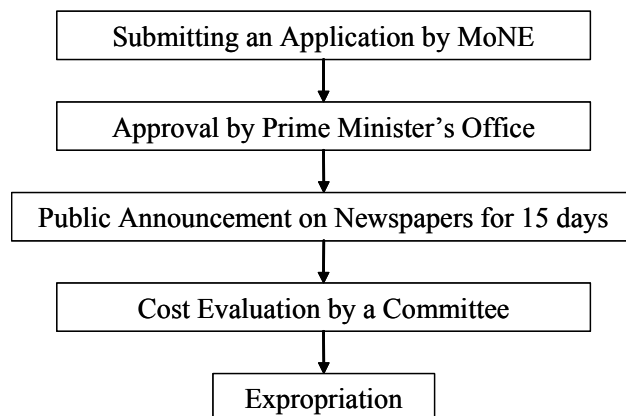 Submitting an Application by MoNE
Approval by Prime Minister’s Office
Public Announcement on Newspapers for 15 days
Cost Evaluation by a Committee
Expropriation